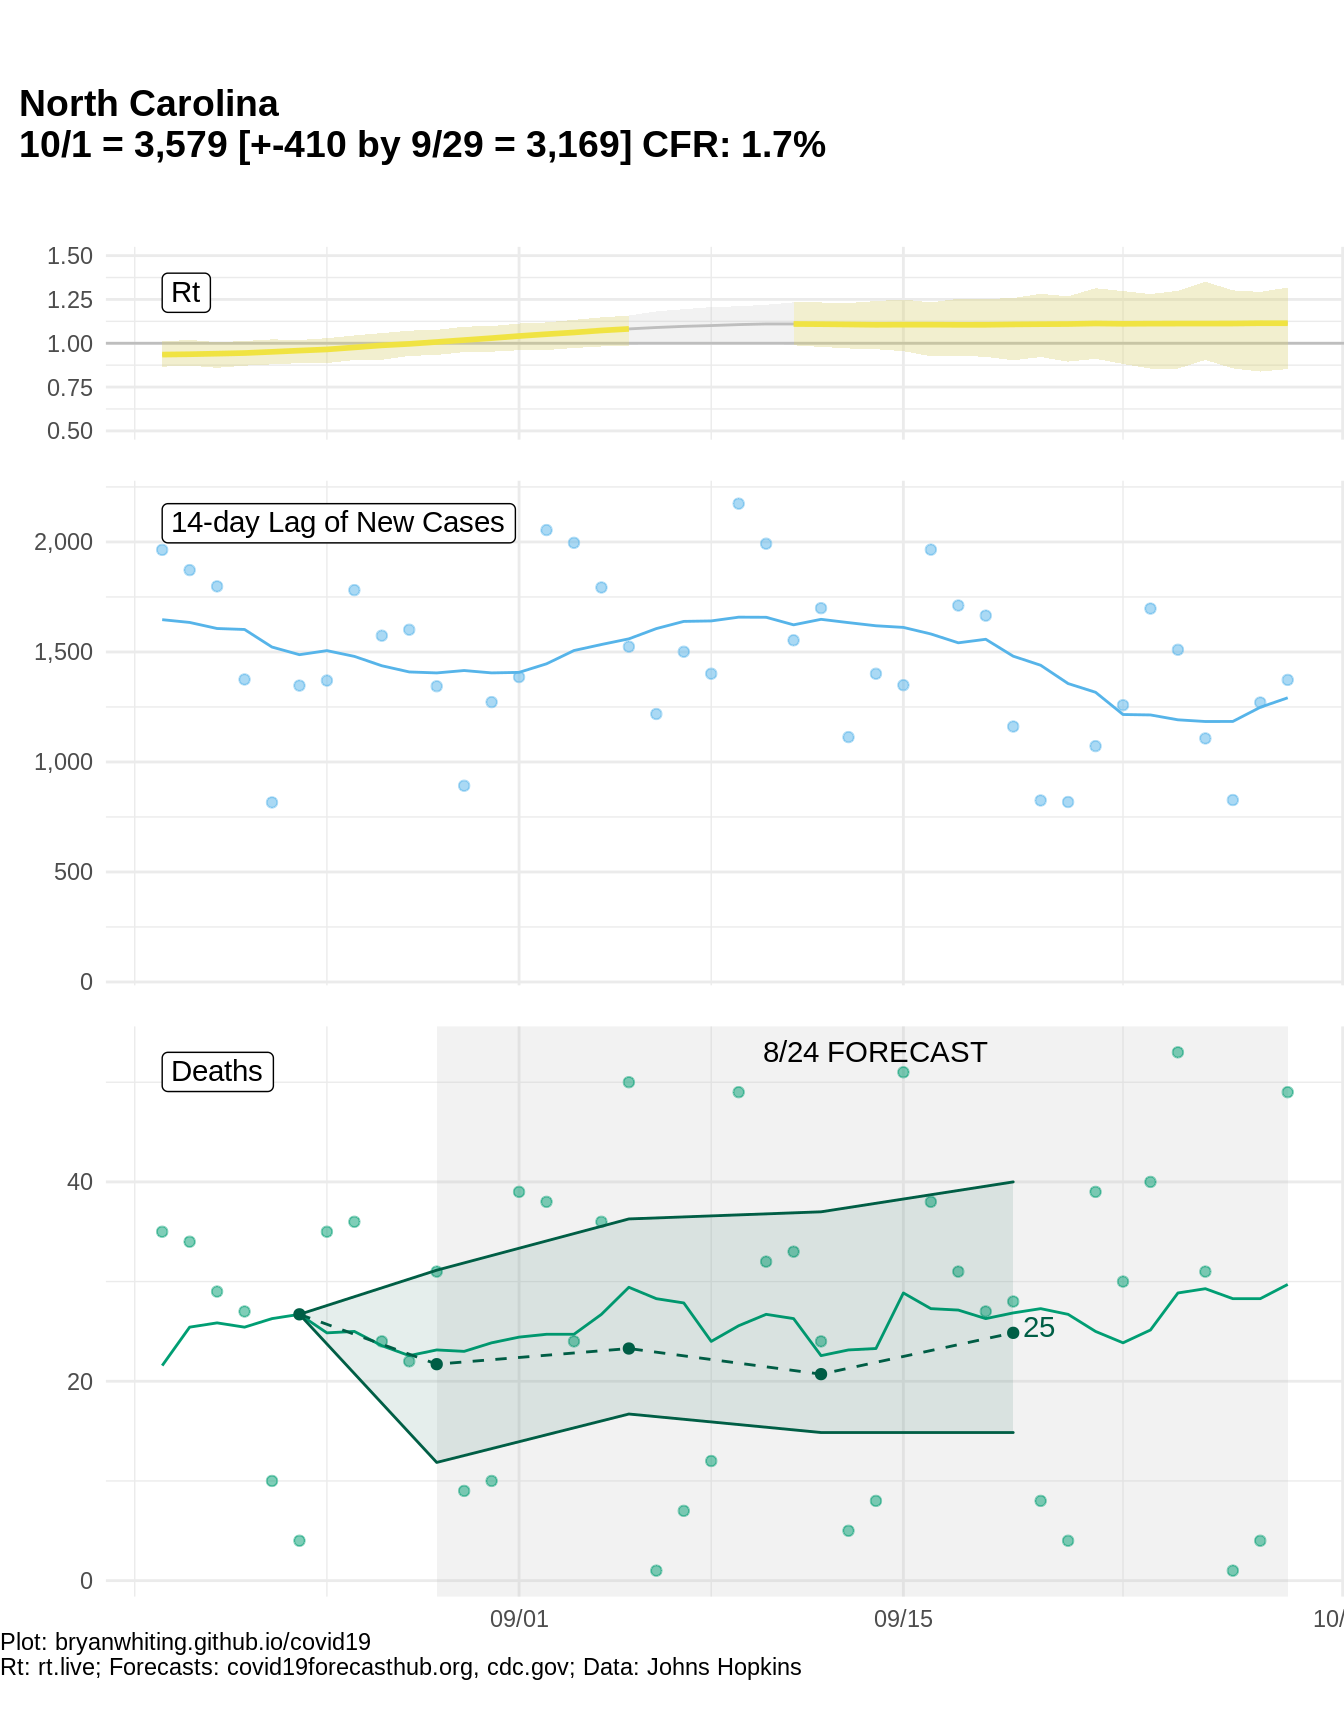 North Carolina
10/1 = 3,579 [+-410 by 9/29 = 3,169] CFR: 1.7%
1.50
1.25
1.00
0.75
0.50
Rt
14-day Lag of New Cases
2,000
1,500
1,000
500
0
Deaths
8/24 FORECAST
25
40
20
0
09/01
09/15
10/
Plot: bryanwhiting.github.io/covid19
Rt: rt.live; Forecasts: covid19forecasthub.org, cdc.gov; Data: Johns Hopkins